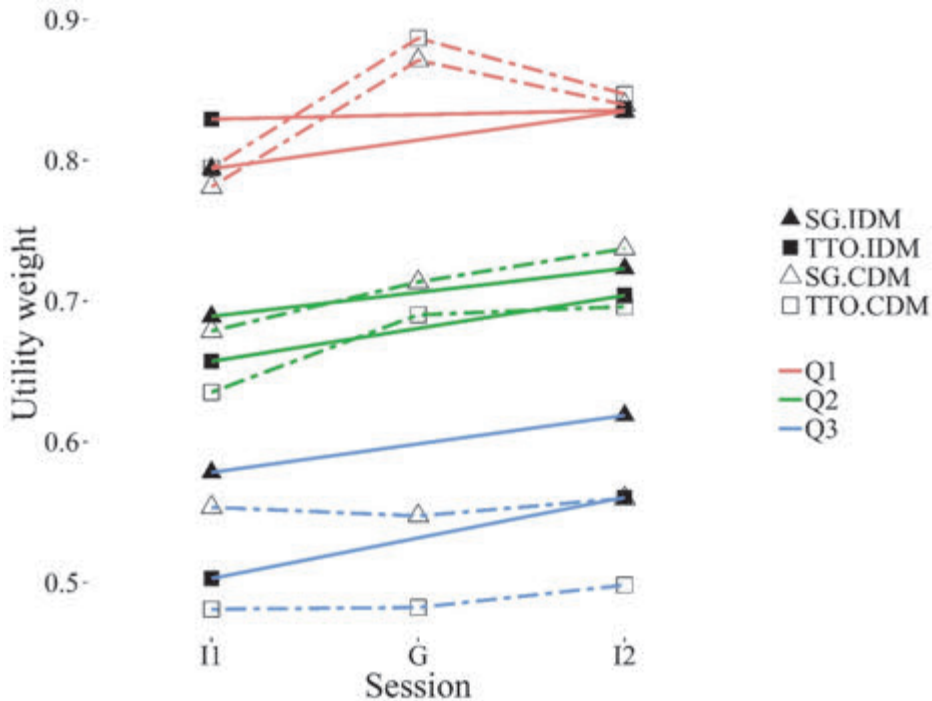 0.9
0.8
0.7
0.6
0.5
Utility weight
I1
G
I2
Session
SG.IDM
TTO.IDM
SG.CDM
TTO.CDM
Q1
Q2
Q3